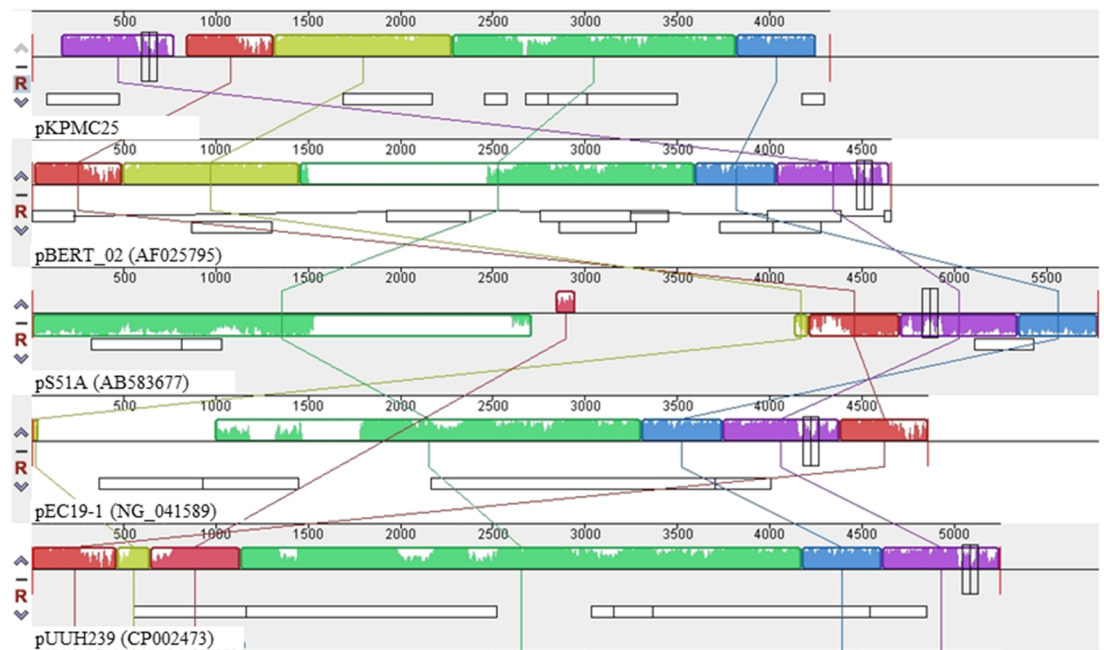 500 1000 1500 2000 2500 3000 3500 4000
R
pKPMC25
500 1000 1500 2000 2500 3000 3500 4000 4500
R
pBERT_02 (AF025795)
500 1000 1500 2000 2500 3000 3500 4000 4500 5000 5500
R
pS51A (AB583677)
500 1000 1500 2000 2500 3000 3500 4000 4500
R
pEC19-1 (NG_041589)
500 1000 1500 2000 2500 3000 3500 4000 4500 5000
R
pUUH239 (CP002473)